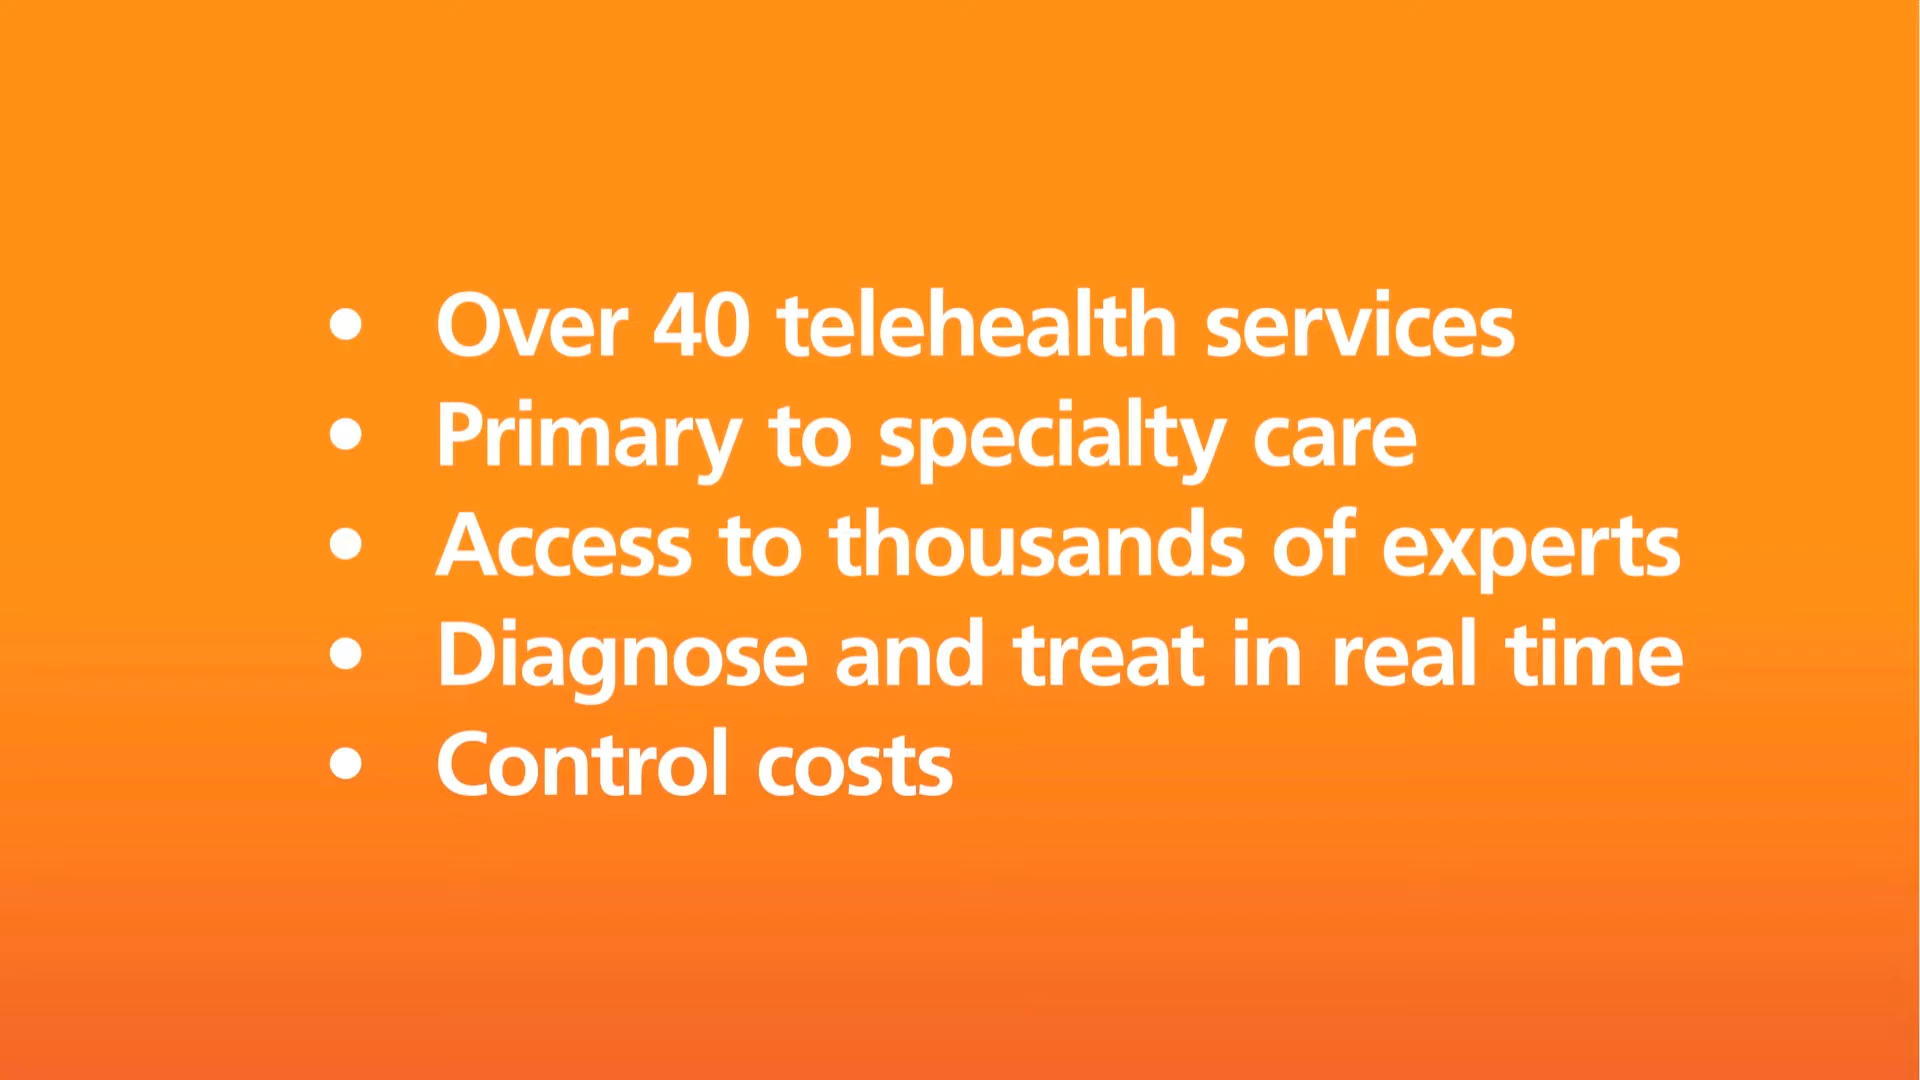 • Over 40 telehealth services
• Primary to specialty care
• Access to thousands of experts
• Diagnose and treat in real time
• Control costs